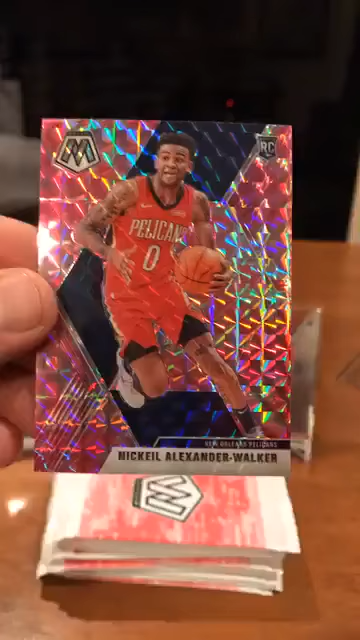 M
RC
PELICANS
0
NEW ORLEANS PELICANS
NICKEIL ALEXANDER-WALKER
M